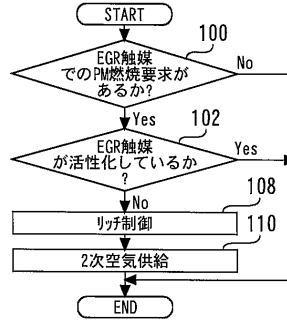 START
100
EGR触媒
でのPM燃焼要求が
あるか?
No
Yes
102
EGR触媒
が活性化しているか
?
Yes
No
108
リッチ制御
110
2次空気供給
END